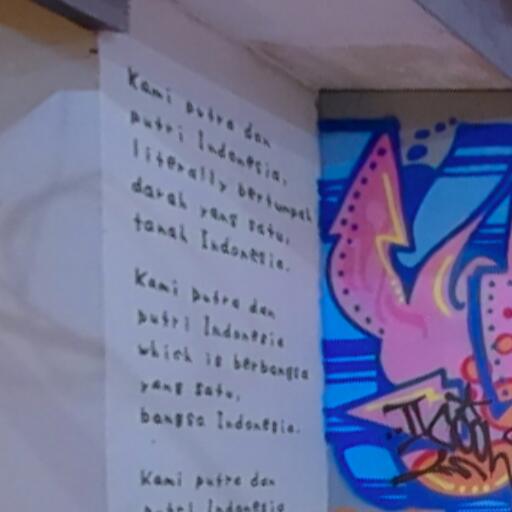 Kami putra dan
putri Indonesia,
literally bertumpah
darah yang satu,
tanah Indonesia.
Kami putra dan
putri Indonesia
which is berbangsa
yang satu,
bangsa Indonesia.
Kami putra dan
putri Indonesia